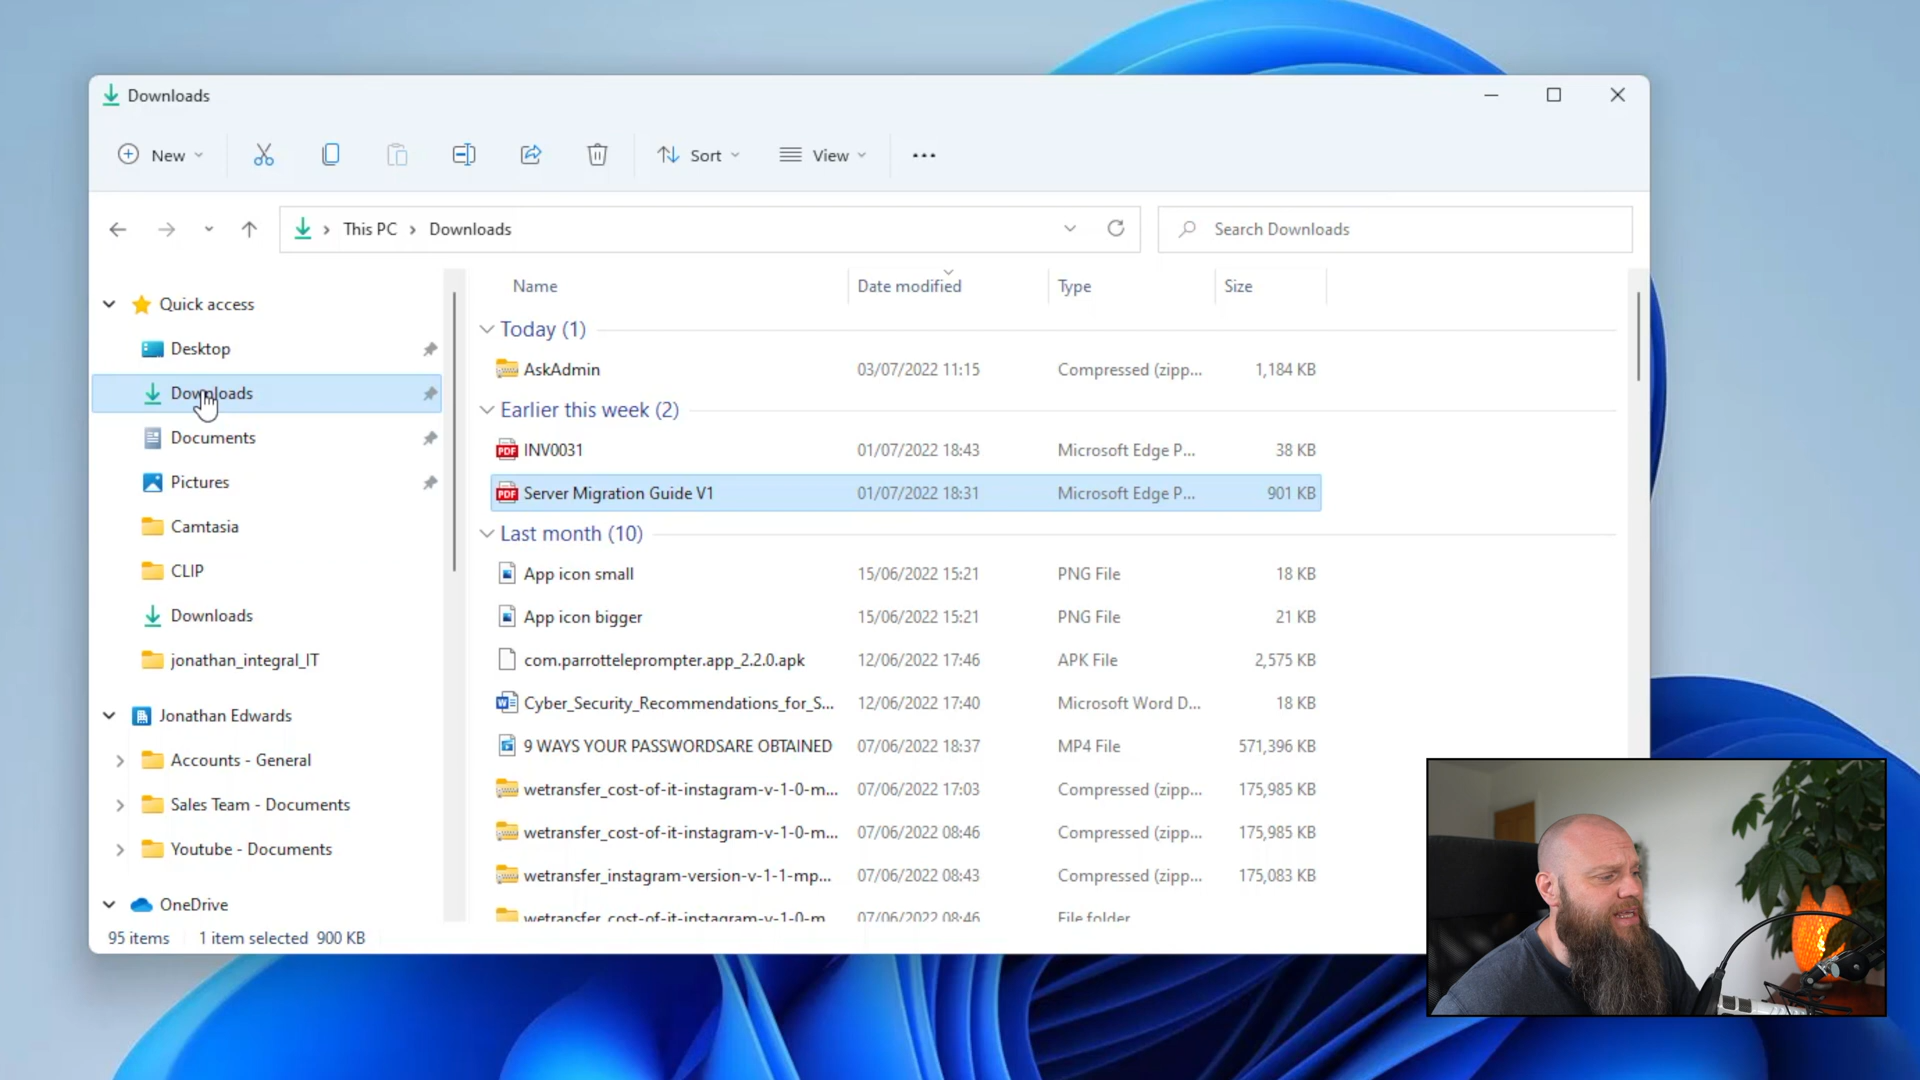 Downloads
New
Sort
View
This PC > Downloads
Search Downloads
Quick access
Desktop
Downloads
Documents
Pictures
Camtasia
CLIP
Downloads
jonathan_integral_IT
Jonathan Edwards
Accounts - General
Sales Team - Documents
Youtube - Documents
OneDrive
Name Date modified Type Size
Today (1)
AskAdmin 03/07/2022 11:15 Compressed (zipp... 1,184 KB
Earlier this week (2)
PDF INV0031 01/07/2022 18:43 Microsoft Edge P... 38 KB
PDF Server Migration Guide V1 01/07/2022 18:31 Microsoft Edge P... 901 KB
Last month (10)
App icon small 15/06/2022 15:21 PNG File 18 KB
App icon bigger 15/06/2022 15:21 PNG File 21 KB
com.parrotteleprompter.app_2.2.0.apk 12/06/2022 17:46 APK File 2,575 KB
Cyber_Security_Recommendations_for_S... 12/06/2022 17:40 Microsoft Word D... 18 KB
9 WAYS YOUR PASSWORDSARE OBTAINED 07/06/2022 18:37 MP4 File 571,396 KB
wetransfer_cost-of-it-instagram-v-1-0-m... 07/06/2022 17:03 Compressed (zipp... 175,985 KB
wetransfer_cost-of-it-instagram-v-1-0-m... 07/06/2022 08:46 Compressed (zipp... 175,985 KB
wetransfer_instagram-version-v-1-1-mp... 07/06/2022 08:43 Compressed (zipp... 175,083 KB
wetransfer_cost-of-it-instagram-v-1-0-m 07/06/2022 08:46 File folder
95 items 1 item selected 900 KB